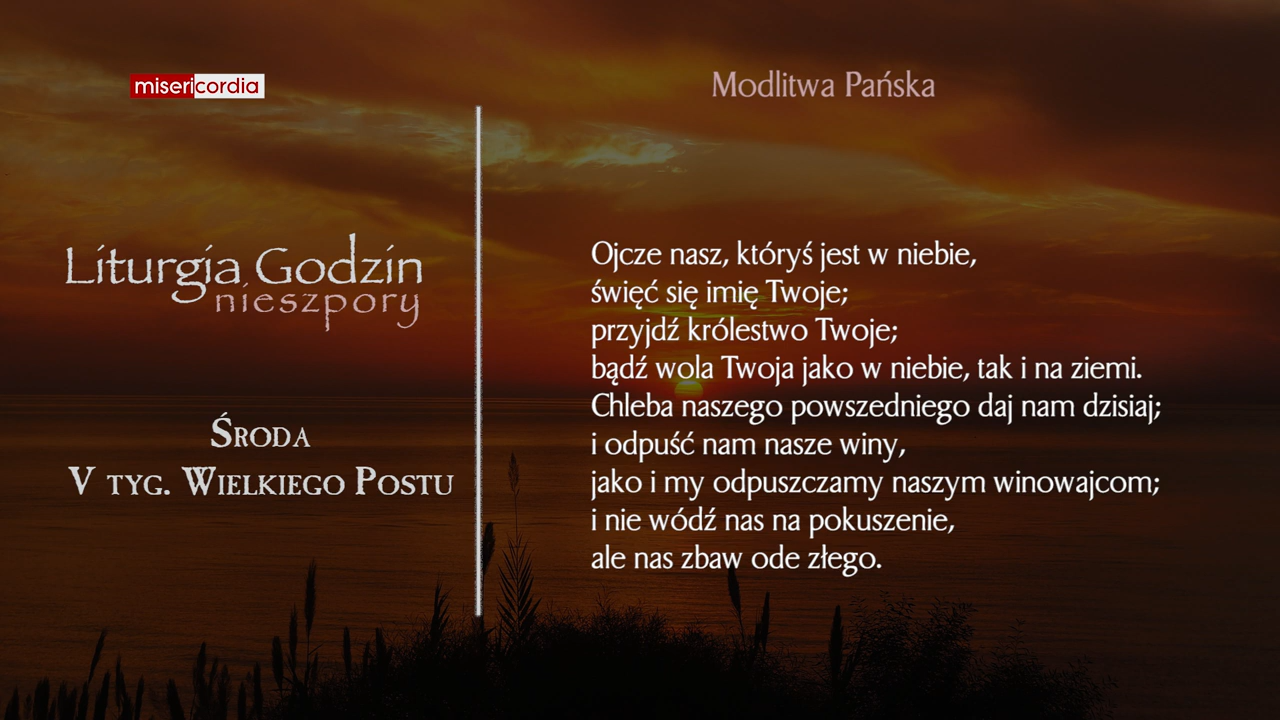 misericordia
Liturgia Godzin
nieszpory
Środa
V tyg. Wielkiego Postu
Modlitwa Pańska
Ojcze nasz, któryś jest w niebie,
święć się imię Twoje;
przyjdź królestwo Twoje;
bądź wola Twoja jako w niebie, tak i na ziemi.
Chleba naszego powszedniego daj nam dzisiaj;
i odpuść nam nasze winy,
jako i my odpuszczamy naszym winowajcom;
i nie wódź nas na pokuszenie,
ale nas zbaw ode złego.